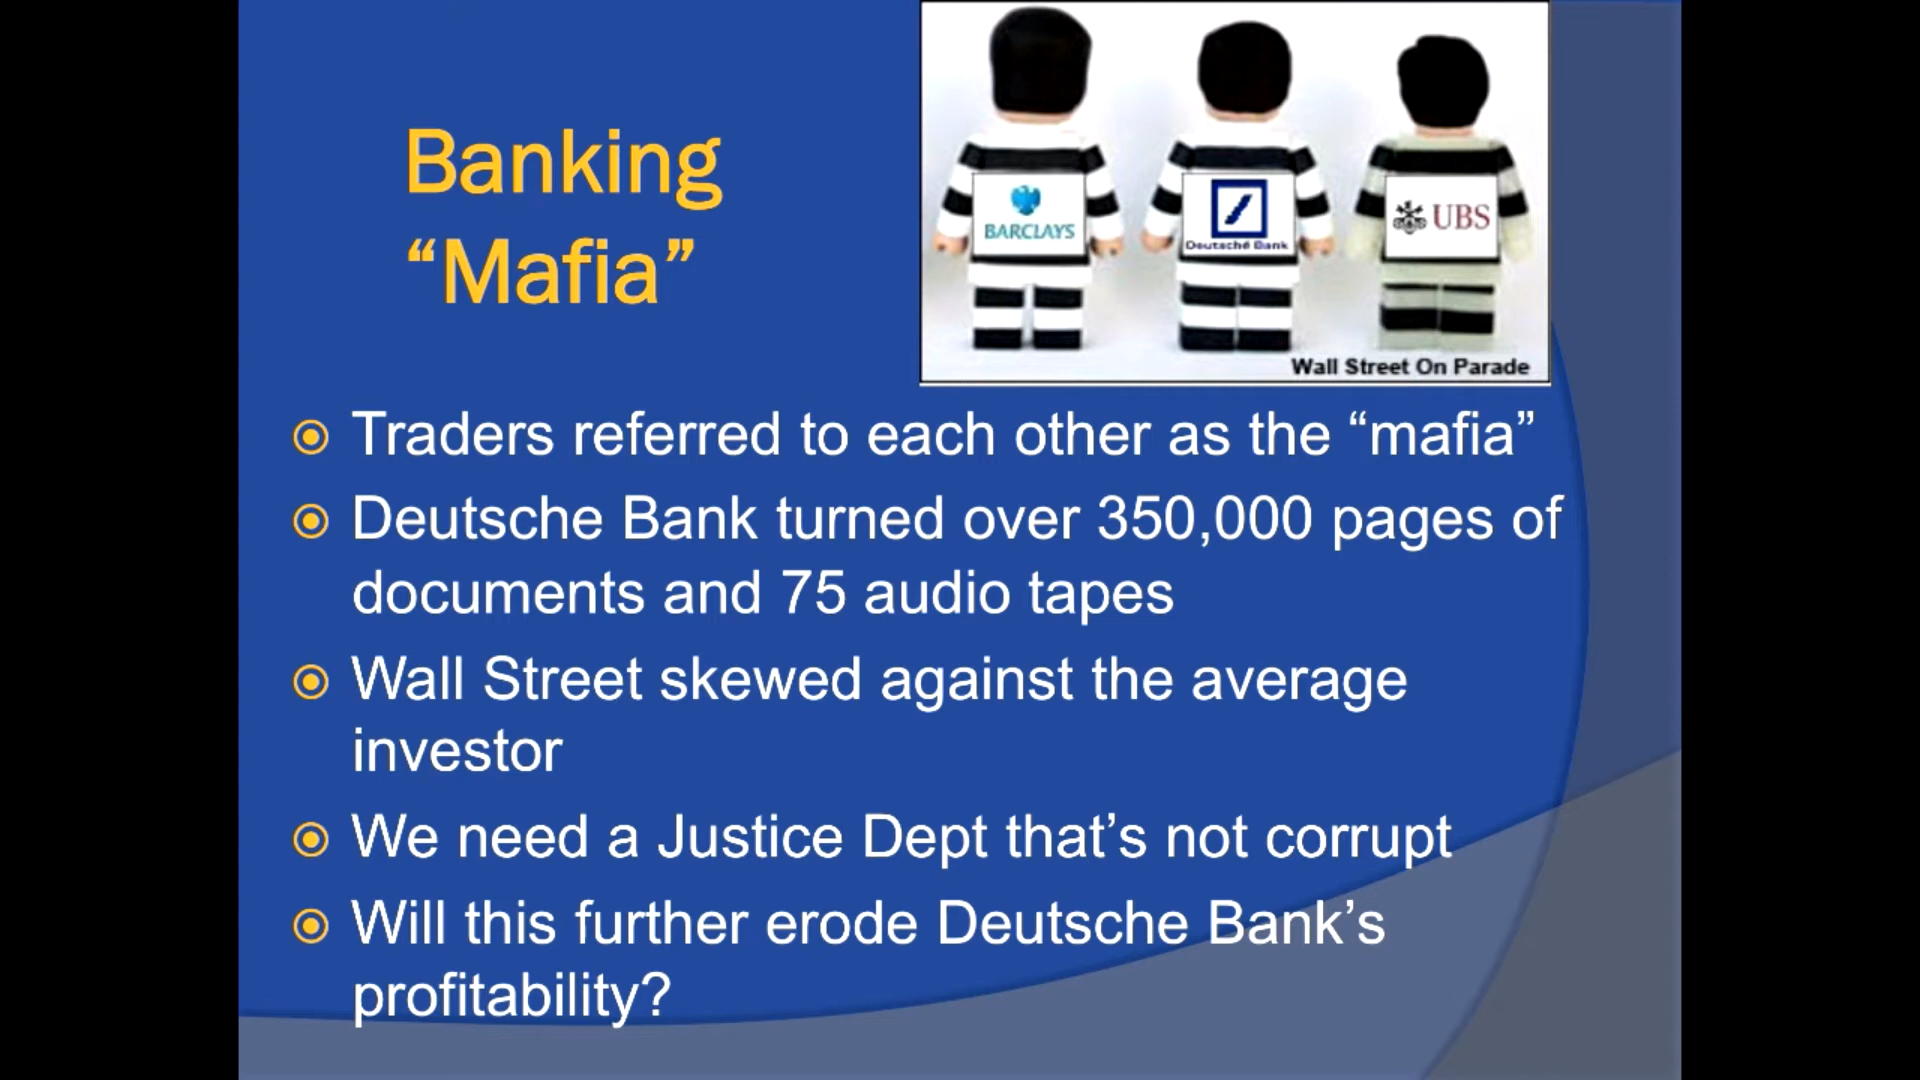 Banking
“Mafia”
BARCLAYS
Deutsche Bank
UBS
Wall Street On Parade
Traders referred to each other as the “mafia”
Deutsche Bank turned over 350,000 pages of
documents and 75 audio tapes
Wall Street skewed against the average
investor
We need a Justice Dept that’s not corrupt
Will this further erode Deutsche Bank’s
profitability?